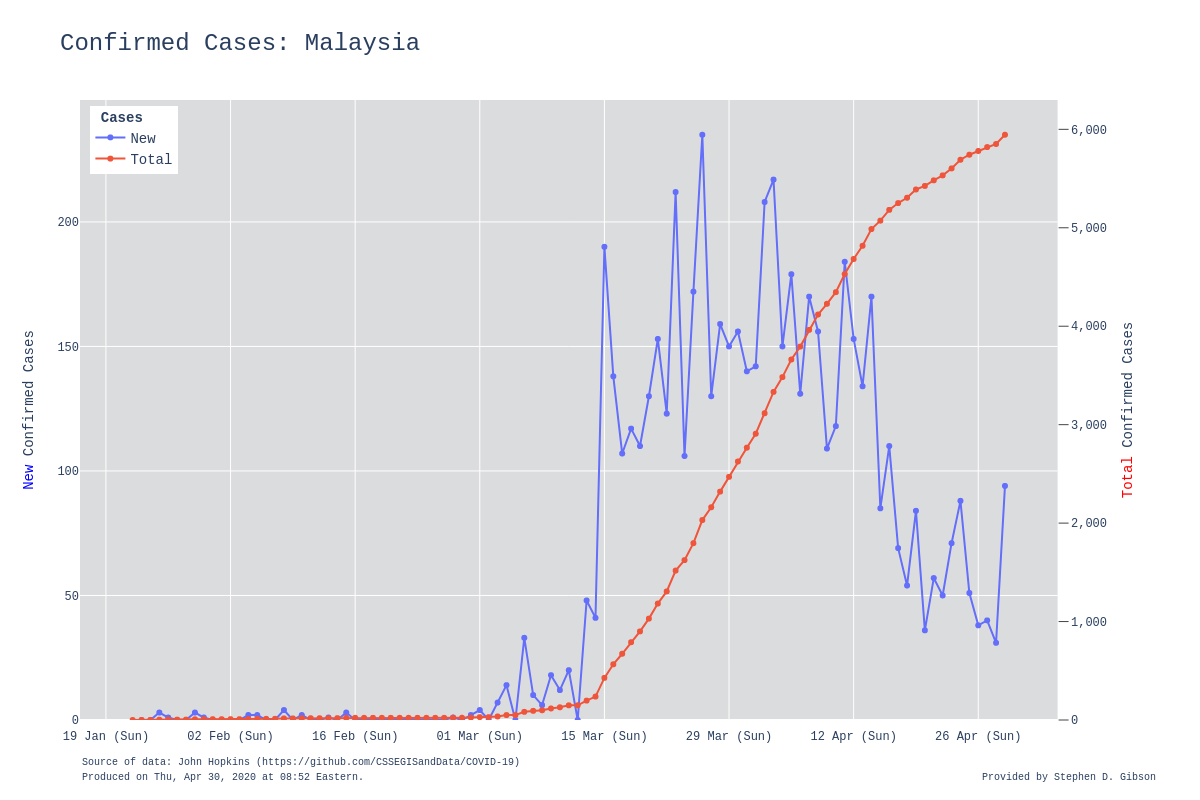 Confirmed Cases: Malaysia
Cases
New
Total
200
150
100
50
0
6,000
5,000
4,000
3,000
2,000
1,000
0
New Confirmed Cases
Total Confirmed Cases
19 Jan (Sun) 02 Feb (Sun) 16 Feb (Sun) 01 Mar (Sun) 15 Mar (Sun) 29 Mar (Sun) 12 Apr (Sun) 26 Apr (Sun)
Source of data: John Hopkins (https://github.com/CSSEGISandData/COVID-19)
Produced on Thu, Apr 30, 2020 at 08:52 Eastern.
Provided by Stephen D. Gibson